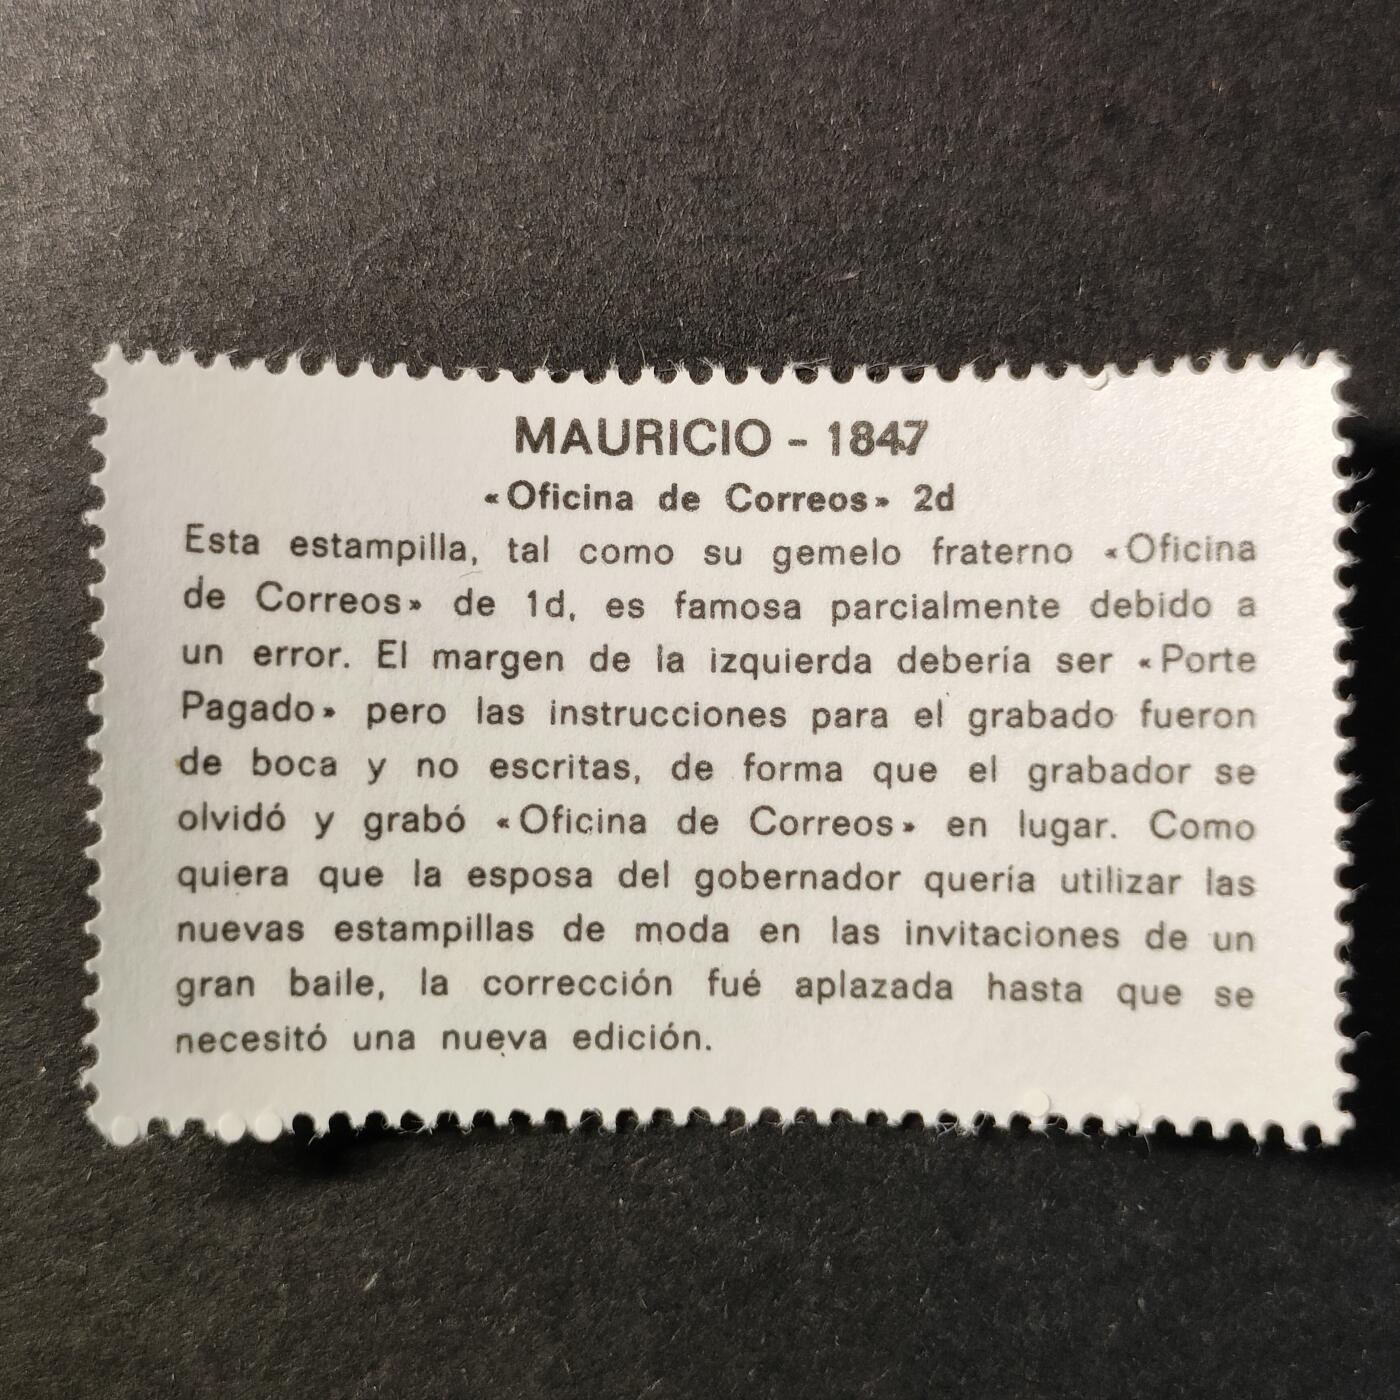 MAURICIO - 1847
«Oficina de Correos» 2d
Esta estampilla, tal como su gemelo fraterno «Oficina
de Correos» de 1d, es famosa parcialmente debido a
un error. El margen de la izquierda debería ser «Porte
Pagado» pero las instrucciones para el grabado fueron
de boca y no escritas, de forma que el grabador se
olvidó y grabó «Oficina de Correos» en lugar. Como
quiera que la esposa del gobernador quería utilizar las
nuevas estampillas de moda en las invitaciones de un
gran baile, la corrección fué aplazada hasta que se
necesitó una nueva edición.